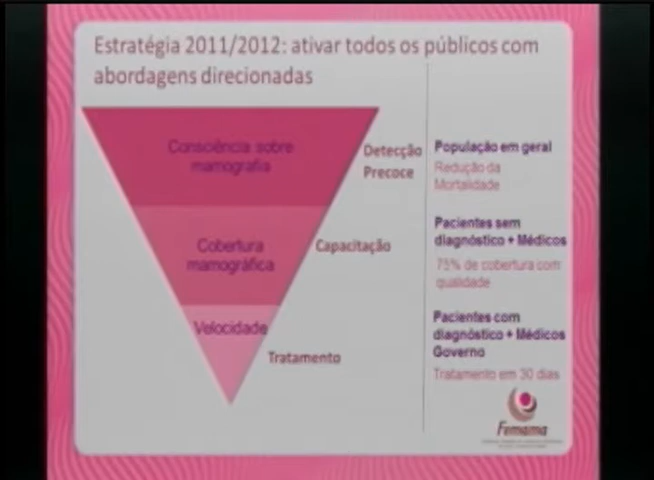 Estratégia 2011/2012: ativar todos os públicos com
abordagens direcionadas
Consciência sobre
mamografia
Detecção
Precoce
População em geral
Redução da
Mortalidade
Cobertura
mamográfica
Capacitação
Pacientes sem
diagnóstico + Médicos
75% de cobertura com
qualidade
Velocidade
Tratamento
Pacientes com
diagnóstico + Médicos
Governo
Tratamento em 30 dias
Femama